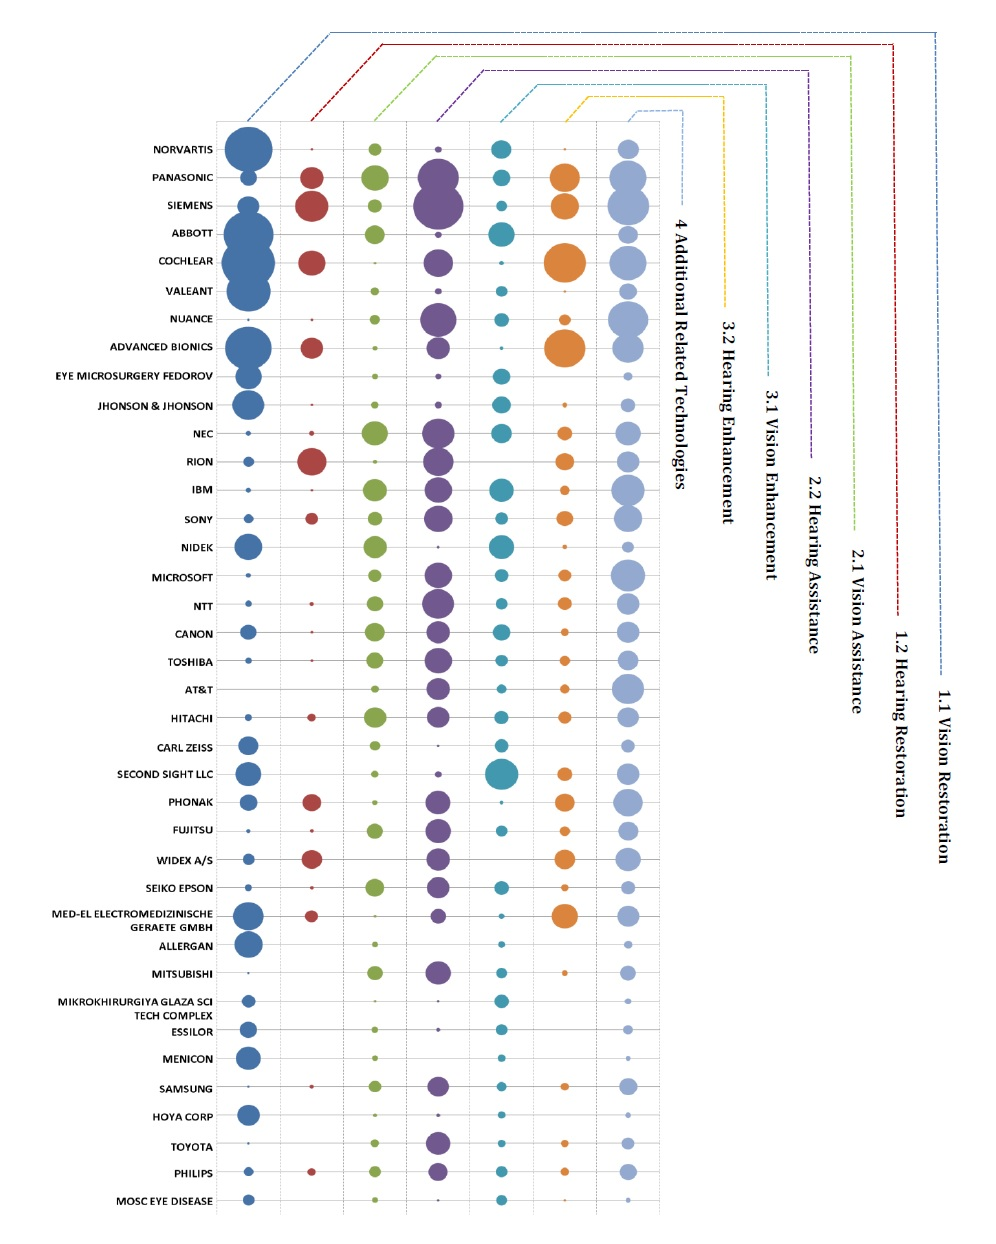 NORVARTIS
PANASONIC
SIEMENS
ABBOTT
COCHLEAR
VALEANT
NUANCE
ADVANCED BIONICS
EYE MICROSURGERY FEDOROV
JHONSON & JHONSON
NEC
RION
IBM
SONY
NIDEK
MICROSOFT
NTT
CANON
TOSHIBA
AT&T
HITACHI
CARL ZEISS
SECOND SIGHT LLC
PHONAK
FUJITSU
WIDEX A/S
SEIKO EPSON
MED-EL ELECTROMEDIZINISCHE
GERAETE GMBH
ALLERGAN
MITSUBISHI
MIKROKHIRURGIYA GLAZA SCI
TECH COMPLEX
ESSILOR
MENICON
SAMSUNG
HOYA CORP
TOYOTA
PHILIPS
MOSC EYE DISEASE
4 Additional Related Technologies
3.2 Hearing Enhancement
3.1 Vision Enhancement
2.2 Hearing Assistance
2.1 Vision Assistance
1.2 Hearing Restoration
1.1 Vision Restoration